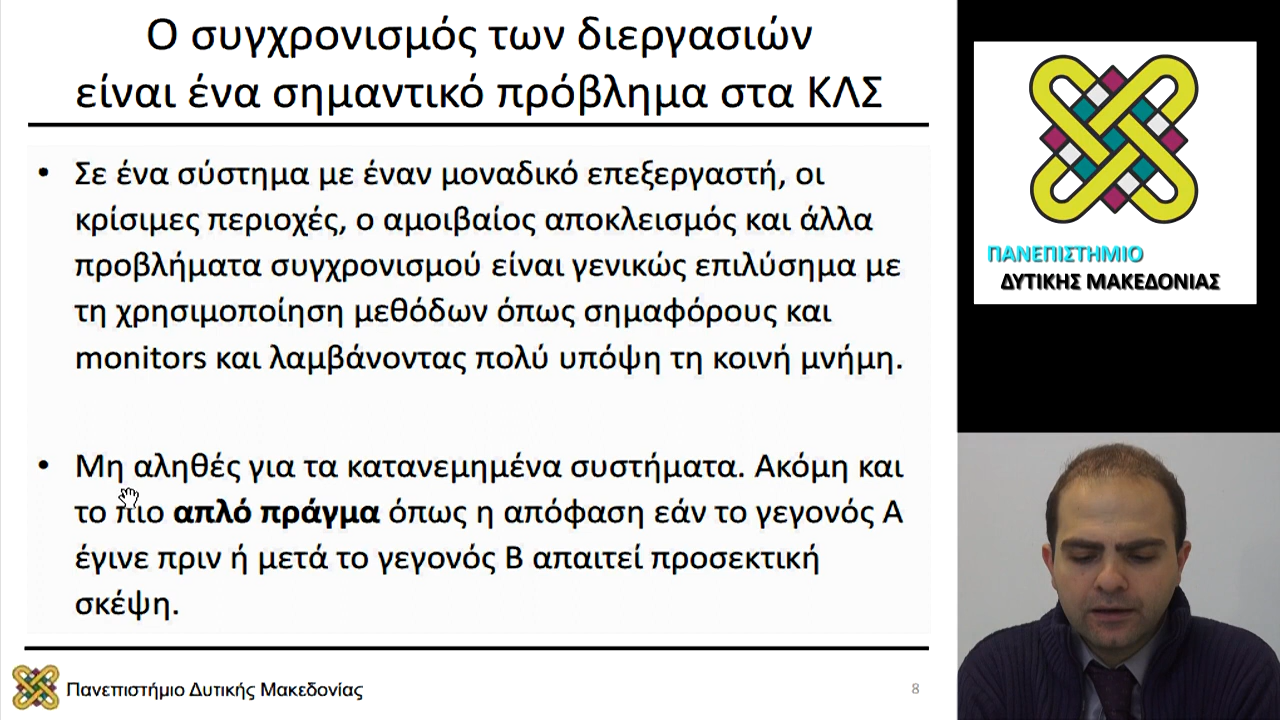 Ο συγχρονισμός των διεργασιών
είναι ένα σημαντικό πρόβλημα στα ΚΛΣ
• Σε ένα σύστημα με έναν μοναδικό επεξεργαστή, οι
κρίσιμες περιοχές, ο αμοιβαίος αποκλεισμός και άλλα
προβλήματα συγχρονισμού είναι γενικώς επιλύσημα με
τη χρησιμοποίηση μεθόδων όπως σημαφόρους και
monitors και λαμβάνοντας πολύ υπόψη τη κοινή μνήμη.
• Μη αληθές για τα κατανεμημένα συστήματα. Ακόμη και
το πιο απλό πράγμα όπως η απόφαση εάν το γεγονός Α
έγινε πριν ή μετά το γεγονός Β απαιτεί προσεκτική
σκέψη.
Πανεπιστήμιο Δυτικής Μακεδονίας
8
ΠΑΝΕΠΙΣΤΗΜΙΟ
ΔΥΤΙΚΗΣ ΜΑΚΕΔΟΝΙΑΣ